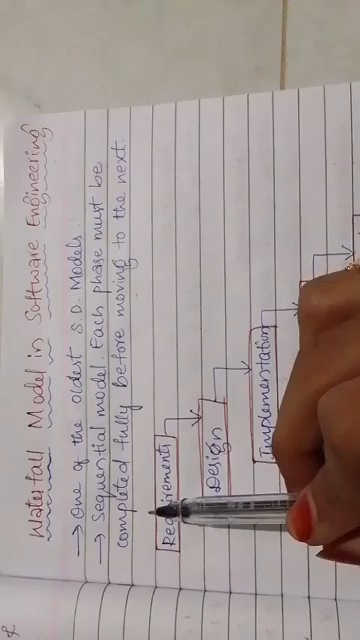 Waterfall Model in Software Engineering
→ One of the oldest S.D. Models.
→ Sequential model. Each phase must be
completed fully before moving to the next.
Requirements
Design
Implementation